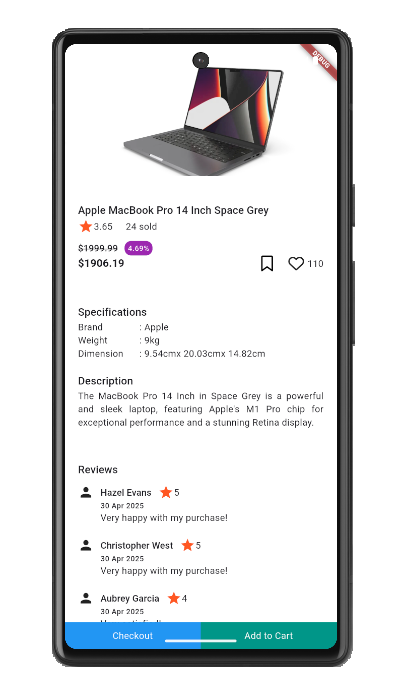 DEBUG
Apple MacBook Pro 14 Inch Space Grey
3.65 24 sold
$1999.99 4.69%
$1906.19
110
Specifications
Brand : Apple
Weight : 9kg
Dimension : 9.54cmx 20.03cmx 14.82cm
Description
The MacBook Pro 14 Inch in Space Grey is a powerful
and sleek laptop, featuring Apple's M1 Pro chip for
exceptional performance and a stunning Retina display.
Reviews
Hazel Evans 5
30 Apr 2025
Very happy with my purchase!
Christopher West 5
30 Apr 2025
Very happy with my purchase!
Aubrey Garcia 4
30 Apr 2025
Checkout Add to Cart